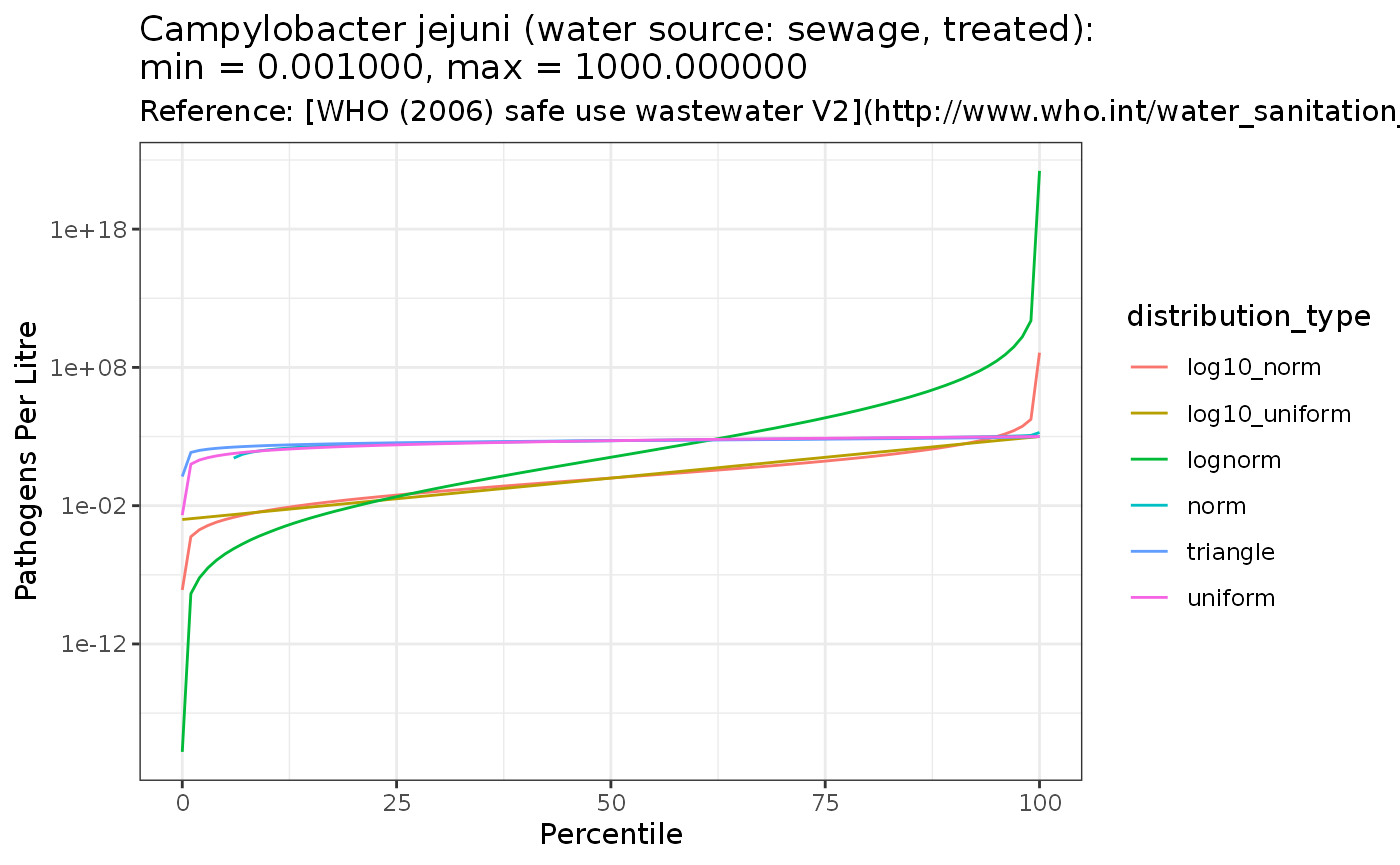 Campylobacter jejuni (water source: sewage, treated):
min = 0.001000, max = 1000.000000
Reference: [WHO (2006) safe use wastewater V2](http://www.who.int/water_sanitation_
1e+18
1e+08
1e-02
1e-12
Pathogens Per Litre
0 25 50 75 100
Percentile
distribution_type
log10_norm
log10_uniform
lognorm
norm
triangle
uniform